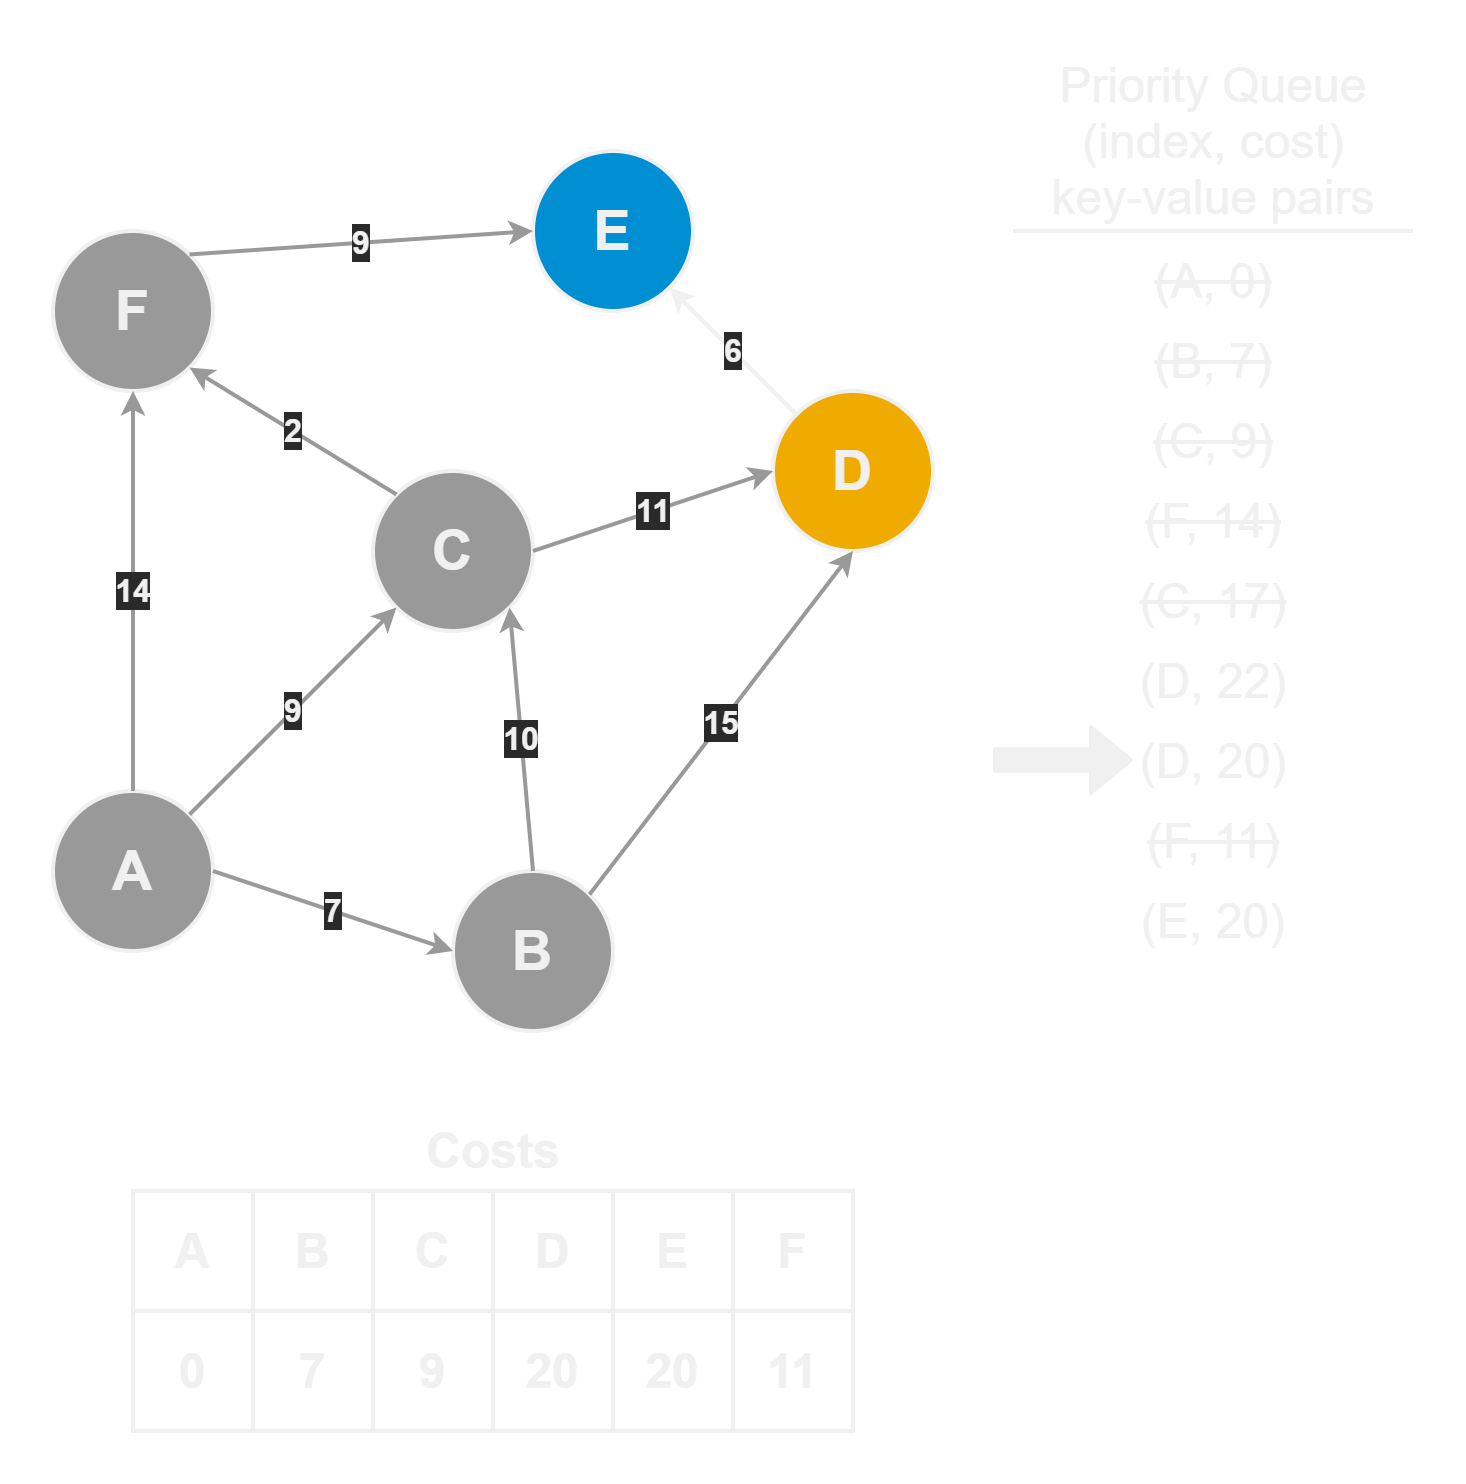 Priority Queue
(index, cost)
key-value pairs
(A, 0)
(B, 7)
(C, 9)
(F, 14)
(C, 17)
(D, 22)
(D, 20)
(F, 11)
(E, 20)
E
9
F
6
2
D
11
C
14
9
10
15
A
7
B
Costs
A B C D E F
0 7 9 20 20 11